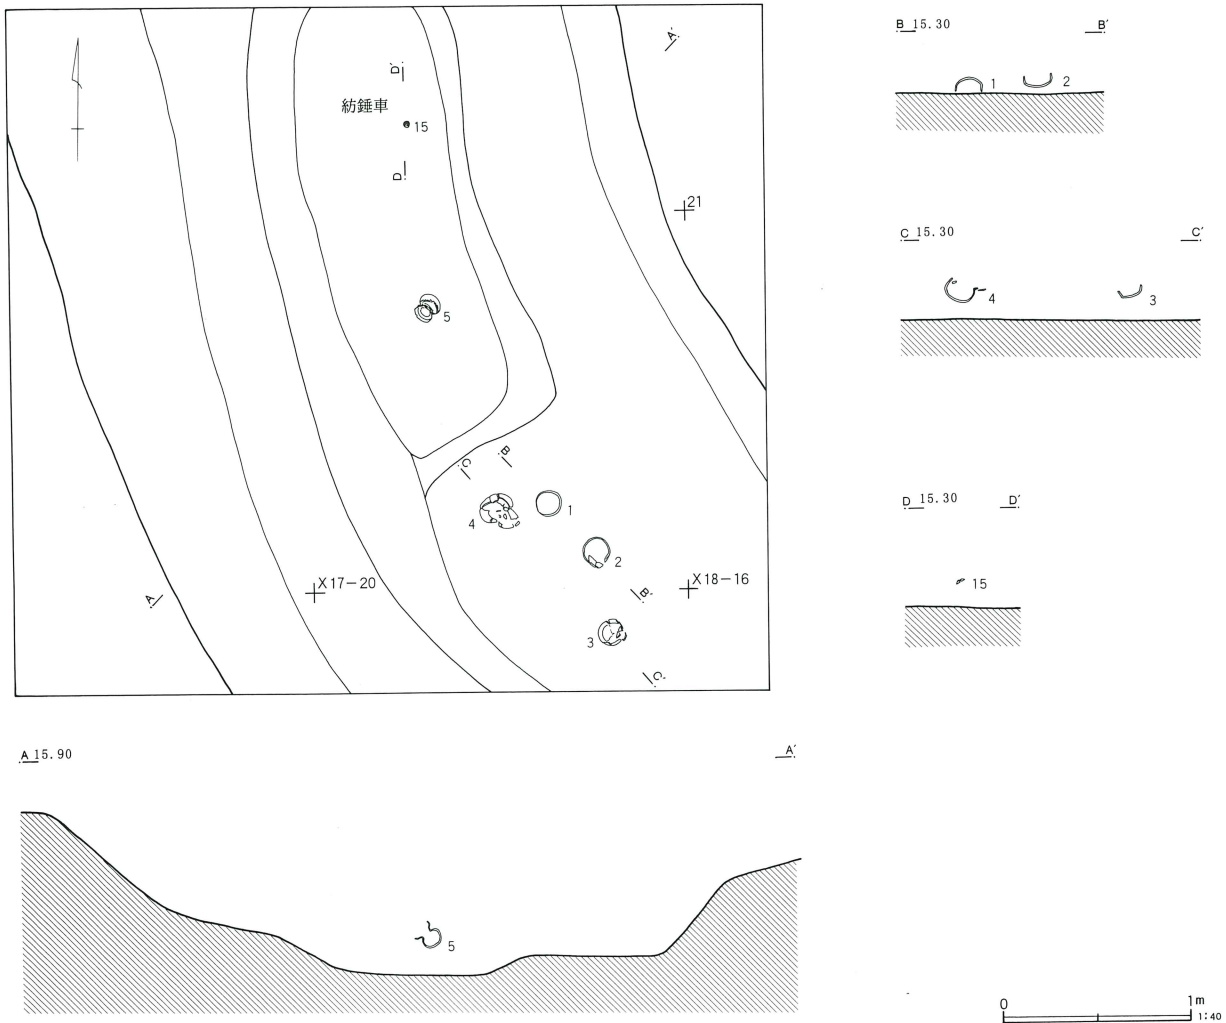 A′
D′
紡錘車
15
D
21
5
C
B
4
1
2
X17-20
X18-16
A
B′
3
C′
B 15.30 B′
1 2
C 15.30 C′
4 3
D 15.30 D′
15
A 15.90 A′
5
0 1m
1:40